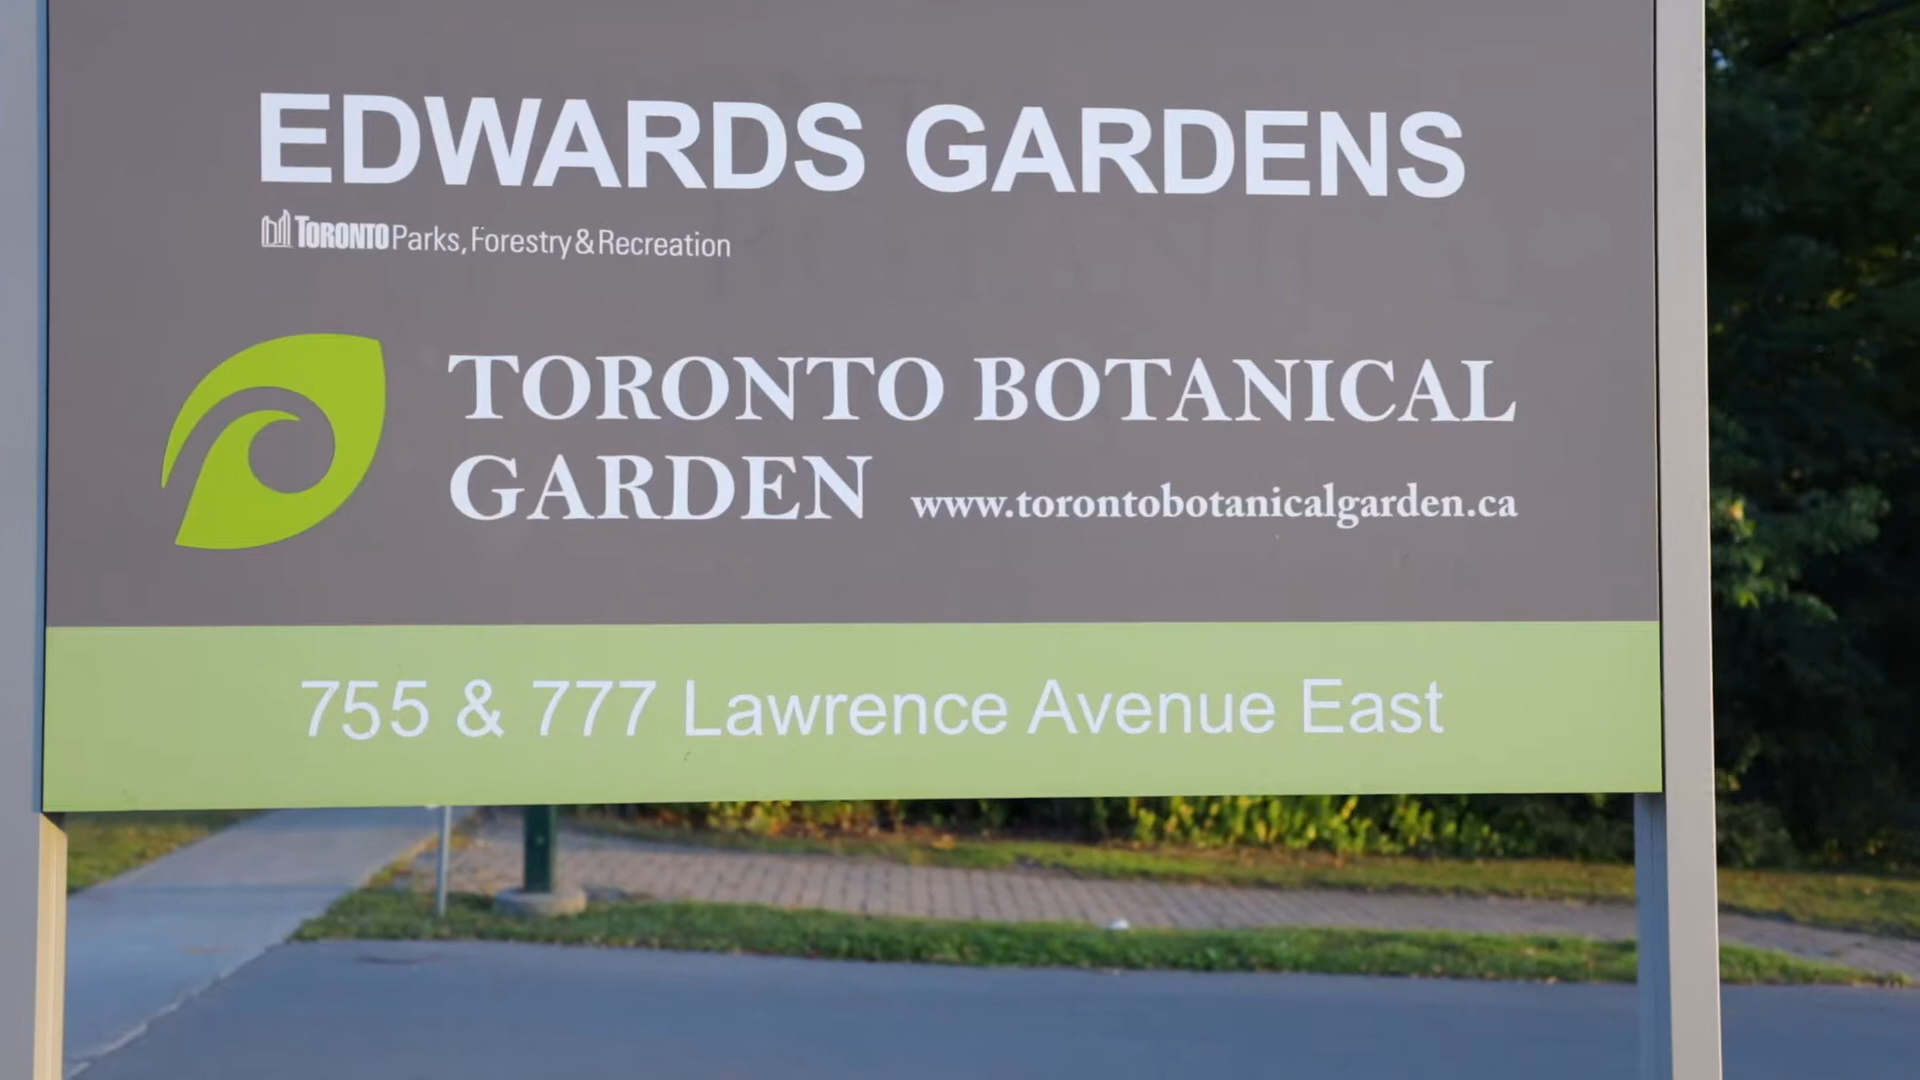 EDWARDS GARDENS
TORONTO Parks, Forestry & Recreation
TORONTO BOTANICAL
GARDEN www.torontobotanicalgarden.ca
755 & 777 Lawrence Avenue East